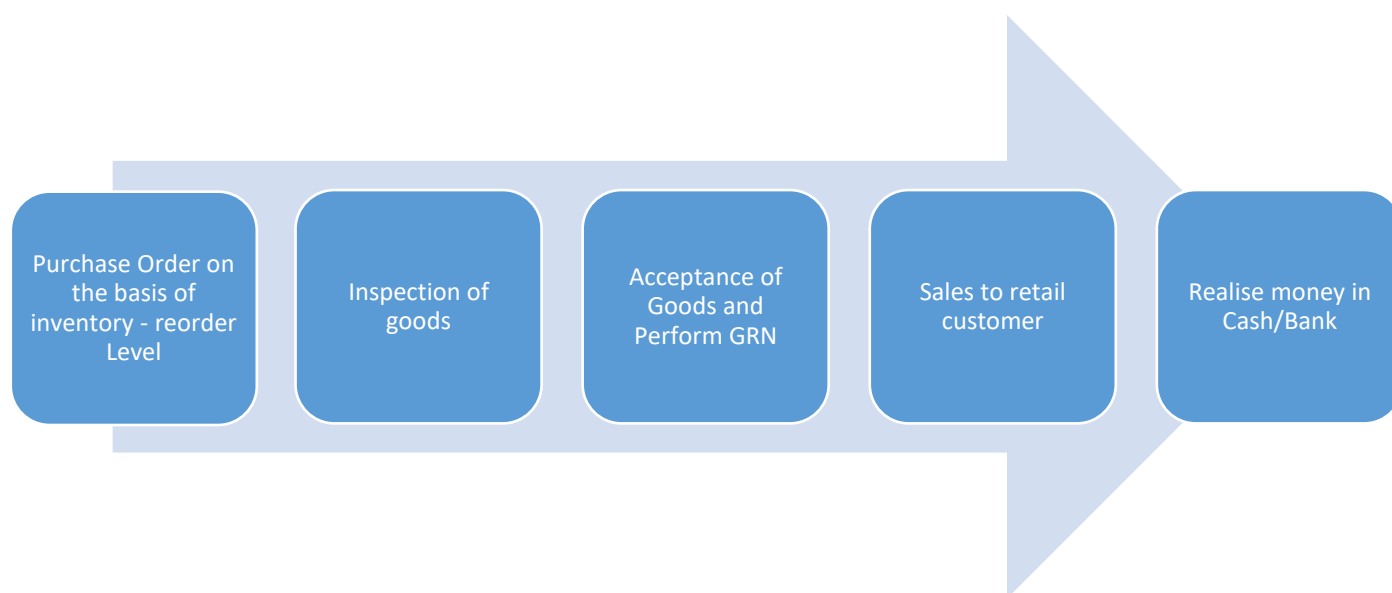 Purchase Order on
the basis of
inventory - reorder
Level
Inspection of
goods
Acceptance of
Goods and
Perform GRN
Sales to retail
customer
Realise money in
Cash/Bank